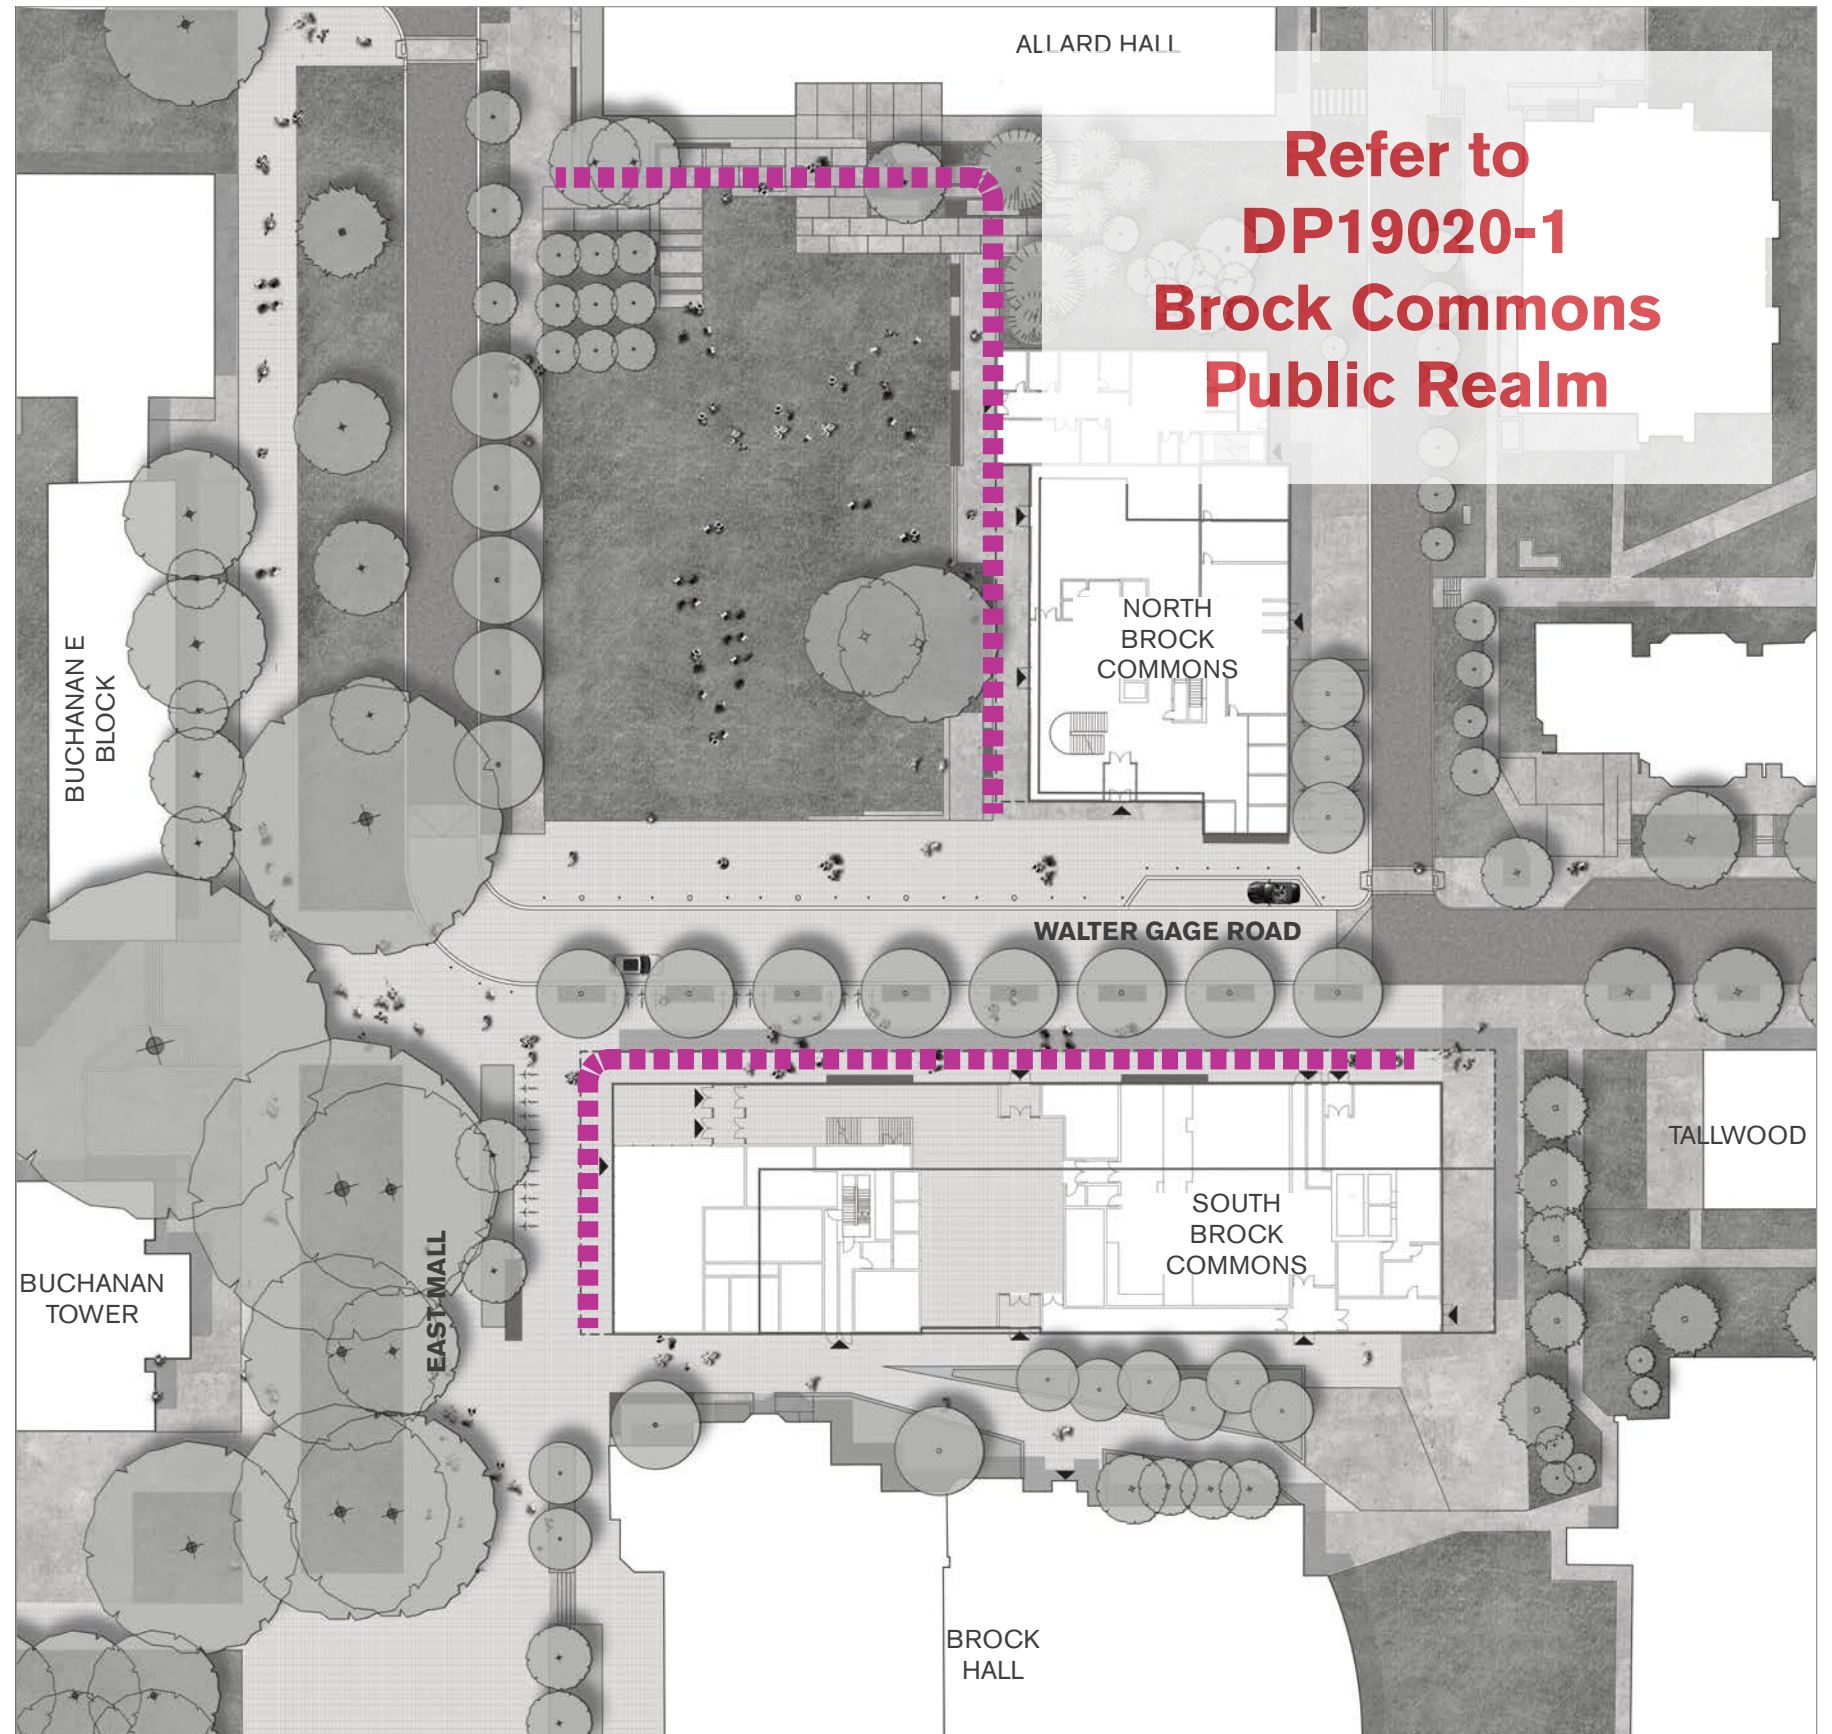 ALLARD HALL
Refer to
DP19020-1
Brock Commons
Public Realm
NORTH
BROCK
COMMONS
BUCHANAN E
BLOCK
WALTER GAGE ROAD
TALLWOOD
SOUTH
BROCK
COMMONS
BUCHANAN
TOWER
EAST MALL
BROCK
HALL